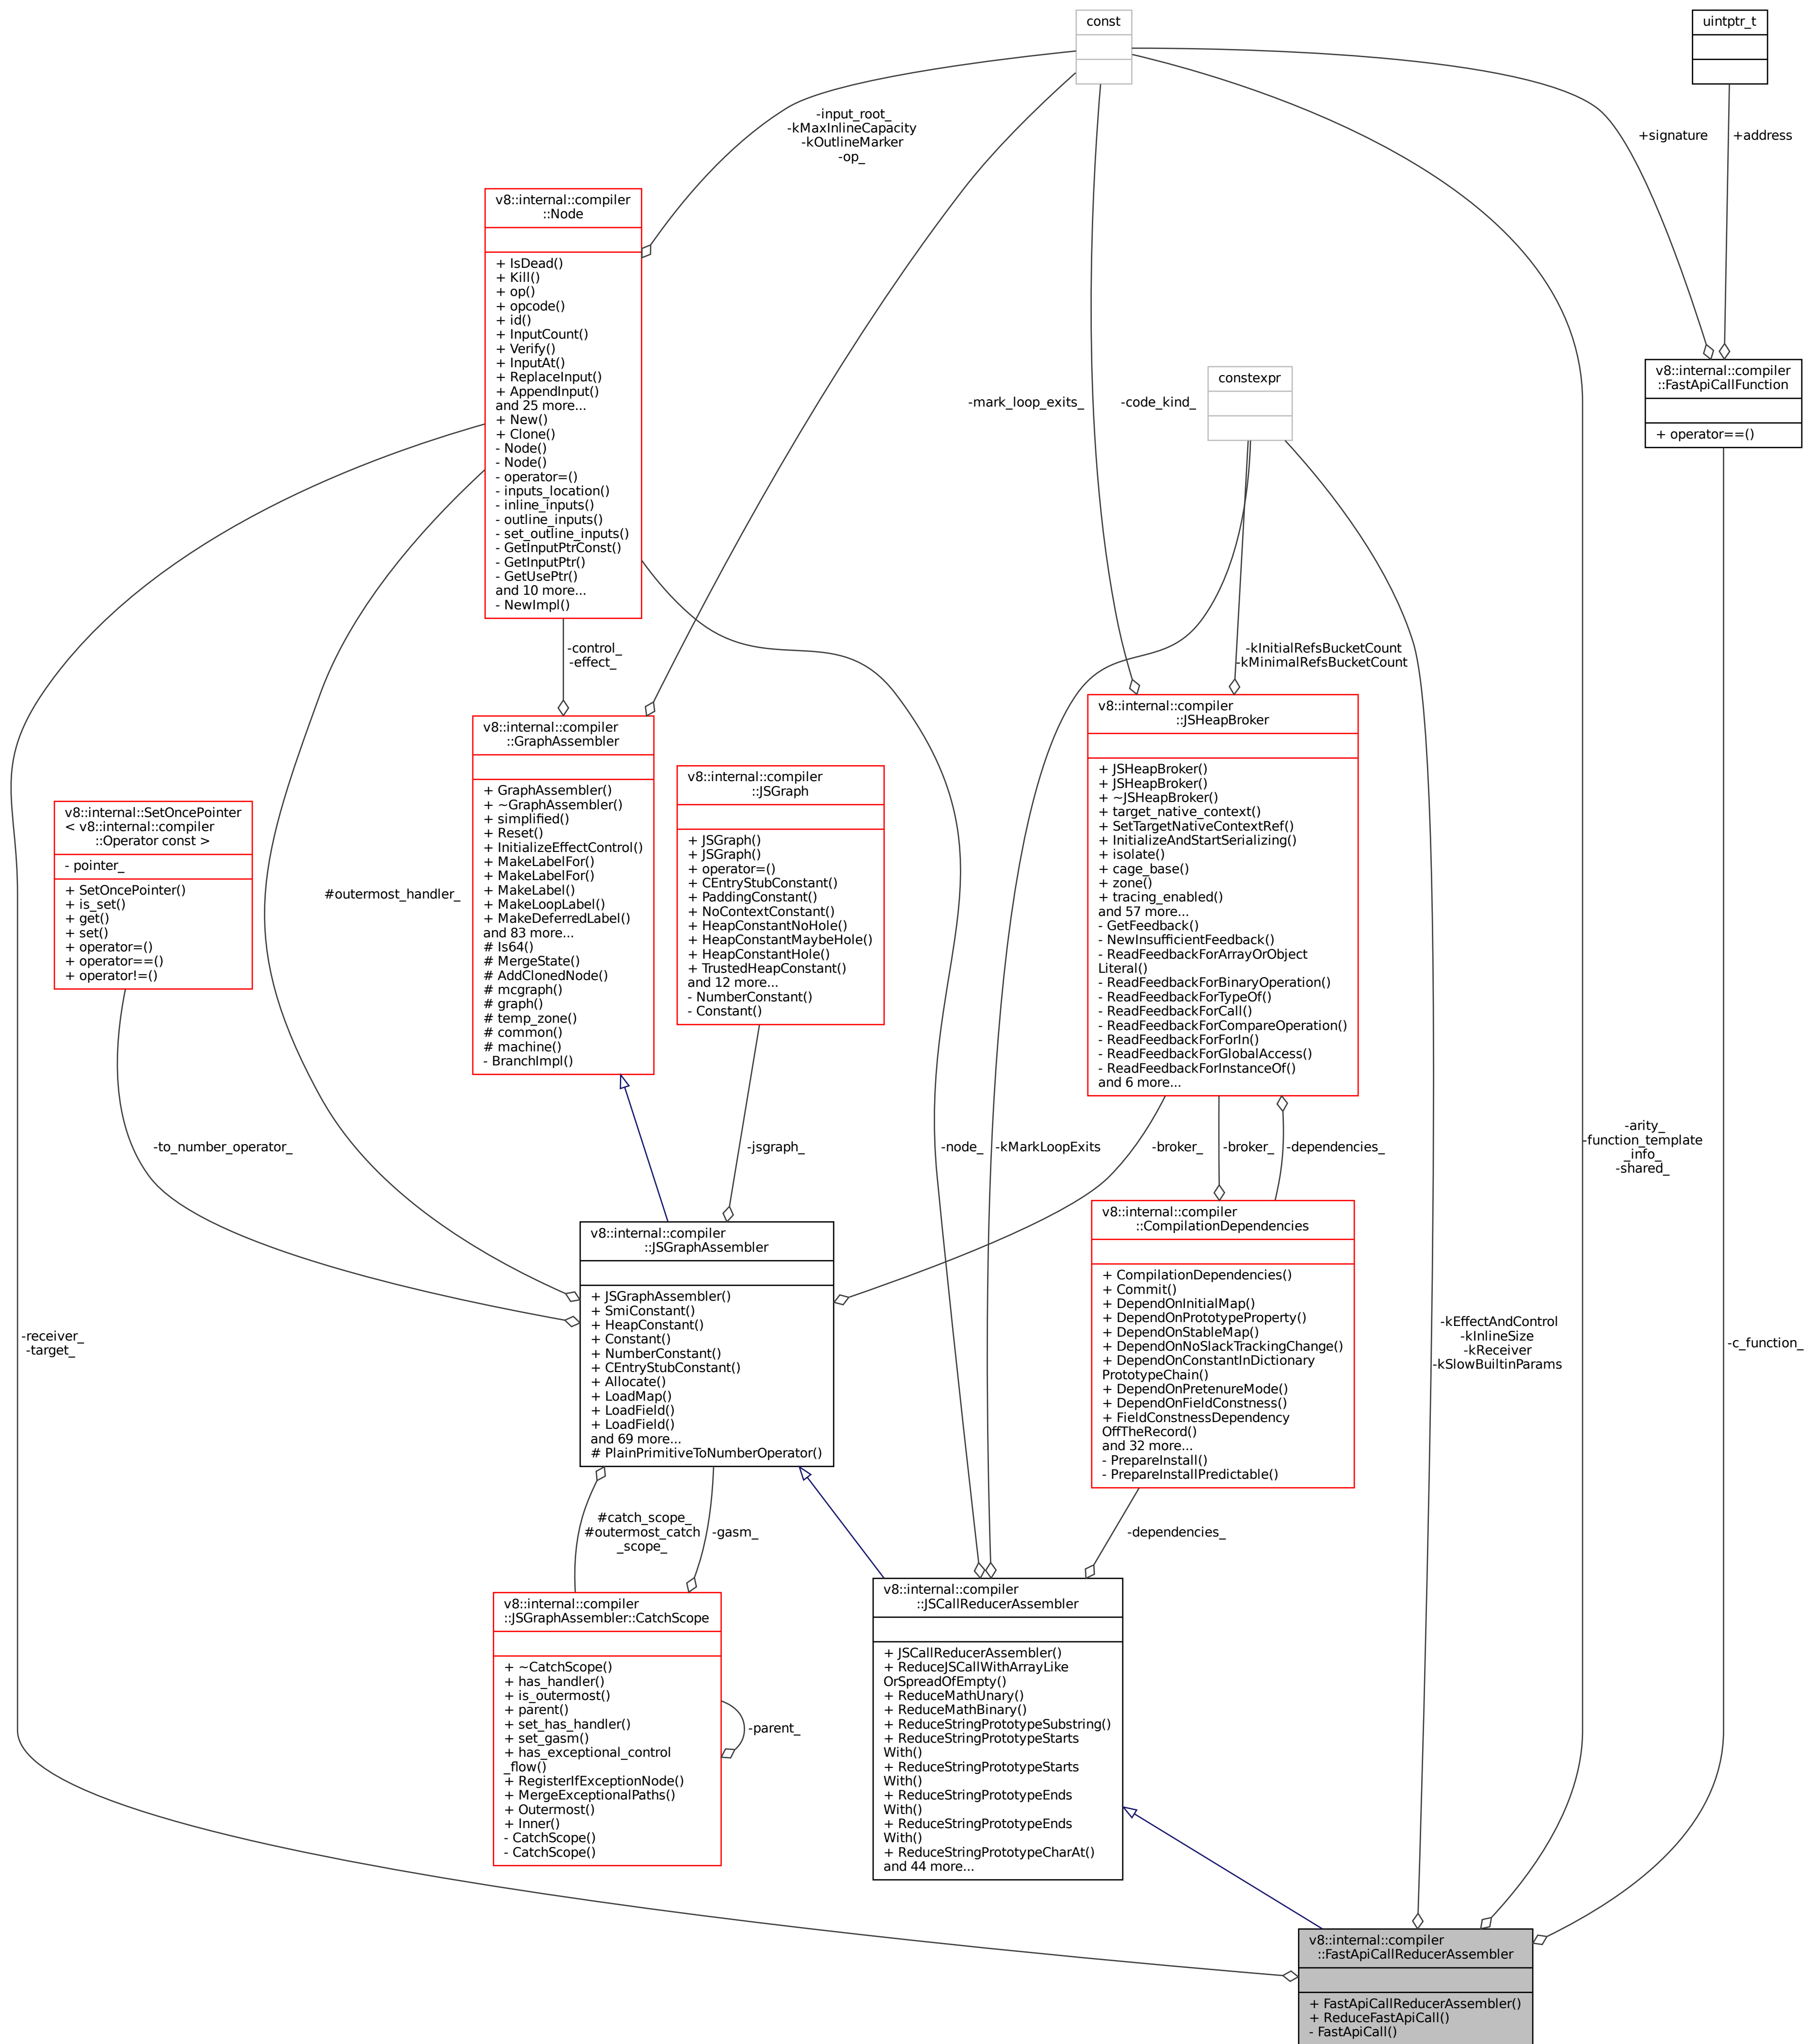 const
uintptr_t
-input_root_
-kMaxInlineCapacity
-kOutlineMarker
-op_
+signature
+address
v8::internal::compiler
::Node
+ IsDead()
+ Kill()
+ op()
+ opcode()
+ id()
+ InputCount()
+ Verify()
+ InputAt()
+ ReplaceInput()
+ AppendInput()
and 25 more...
+ New()
+ Clone()
- Node()
- Node()
- operator=()
- inputs_location()
- inline_inputs()
- outline_inputs()
- set_outline_inputs()
- GetInputPtrConst()
- GetInputPtr()
- GetUsePtr()
and 10 more...
- NewImpl()
-mark_loop_exits_
-code_kind_
constexpr
v8::internal::compiler
::FastApiCallFunction
+ operator==()
-control_
-effect_
-kInitialRefsBucketCount
-kMinimalRefsBucketCount
v8::internal::SetOncePointer
< v8::internal::compiler
::Operator const >
- pointer_
+ SetOncePointer()
+ is_set()
+ get()
+ set()
+ operator=()
+ operator==()
+ operator!=()
#outermost_handler_
v8::internal::compiler
::GraphAssembler
+ GraphAssembler()
+ ~GraphAssembler()
+ simplified()
+ Reset()
+ InitializeEffectControl()
+ MakeLabelFor()
+ MakeLabelFor()
+ MakeLabel()
+ MakeLoopLabel()
+ MakeDeferredLabel()
and 83 more...
# Is64()
# MergeState()
# AddClonedNode()
# mcgraph()
# graph()
# temp_zone()
# common()
# machine()
- BranchImpl()
v8::internal::compiler
::JSGraph
+ JSGraph()
+ JSGraph()
+ operator=()
+ CEntryStubConstant()
+ PaddingConstant()
+ NoContextConstant()
+ HeapConstantNoHole()
+ HeapConstantMaybeHole()
+ HeapConstantHole()
+ TrustedHeapConstant()
and 12 more...
- NumberConstant()
- Constant()
v8::internal::compiler
::JSHeapBroker
+ JSHeapBroker()
+ JSHeapBroker()
+ ~JSHeapBroker()
+ target_native_context()
+ SetTargetNativeContextRef()
+ InitializeAndStartSerializing()
+ isolate()
+ cage_base()
+ zone()
+ tracing_enabled()
and 57 more...
- GetFeedback()
- NewInsufficientFeedback()
- ReadFeedbackForArrayOrObject
Literal()
- ReadFeedbackForBinaryOperation()
- ReadFeedbackForTypeOf()
- ReadFeedbackForCall()
- ReadFeedbackForCompareOperation()
- ReadFeedbackForForIn()
- ReadFeedbackForGlobalAccess()
- ReadFeedbackForInstanceOf()
and 6 more...
-to_number_operator_
-jsgraph_
-node_
-kMarkLoopExits
-broker_
-broker_
-dependencies_
-arity_
-function_template
_info_
-shared_
v8::internal::compiler
::JSGraphAssembler
+ JSGraphAssembler()
+ SmiConstant()
+ HeapConstant()
+ Constant()
+ NumberConstant()
+ CEntryStubConstant()
+ Allocate()
+ LoadMap()
+ LoadField()
+ LoadField()
and 69 more...
# PlainPrimitiveToNumberOperator()
v8::internal::compiler
::CompilationDependencies
+ CompilationDependencies()
+ Commit()
+ DependOnInitialMap()
+ DependOnPrototypeProperty()
+ DependOnStableMap()
+ DependOnNoSlackTrackingChange()
+ DependOnConstantInDictionary
PrototypeChain()
+ DependOnPretenureMode()
+ DependOnFieldConstness()
+ FieldConstnessDependency
OffTheRecord()
and 32 more...
- PrepareInstall()
- PrepareInstallPredictable()
-receiver_
-target_
-kEffectAndControl
-kInlineSize
-kReceiver
-kSlowBuiltinParams
-c_function_
#catch_scope_
#outermost_catch
_scope_
-gasm_
-dependencies_
v8::internal::compiler
::JSGraphAssembler::CatchScope
+ ~CatchScope()
+ has_handler()
+ is_outermost()
+ parent()
+ set_has_handler()
+ set_gasm()
+ has_exceptional_control
_flow()
+ RegisterIfExceptionNode()
+ MergeExceptionalPaths()
+ Outermost()
+ Inner()
- CatchScope()
- CatchScope()
-parent_
v8::internal::compiler
::JSCallReducerAssembler
+ JSCallReducerAssembler()
+ ReduceJSCallWithArrayLike
OrSpreadOfEmpty()
+ ReduceMathUnary()
+ ReduceMathBinary()
+ ReduceStringPrototypeSubstring()
+ ReduceStringPrototypeStarts
With()
+ ReduceStringPrototypeStarts
With()
+ ReduceStringPrototypeEnds
With()
+ ReduceStringPrototypeEnds
With()
+ ReduceStringPrototypeCharAt()
and 44 more...
v8::internal::compiler
::FastApiCallReducerAssembler
+ FastApiCallReducerAssembler()
+ ReduceFastApiCall()
- FastApiCall()